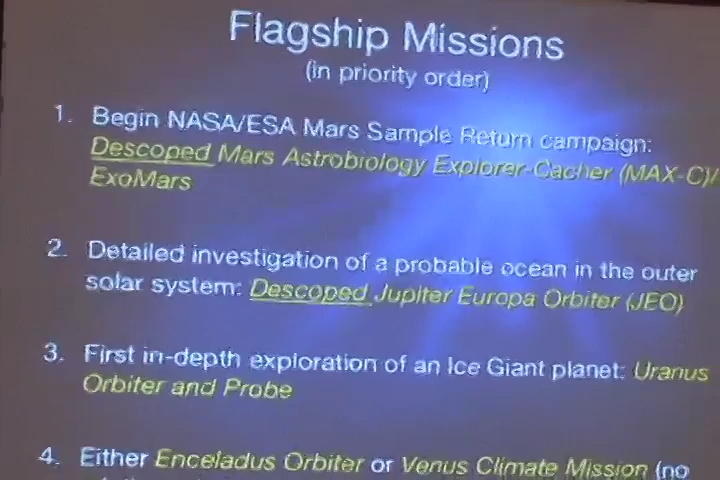 Flagship Missions
(in priority order)
1. Begin NASA/ESA Mars Sample Return campaign:
Descoped Mars Astrobiology Explorer-Cacher (MAX-C)/
ExoMars
2. Detailed investigation of a probable ocean in the outer
solar system: Descoped Jupiter Europa Orbiter (JEO)
3. First in-depth exploration of an Ice Giant planet: Uranus
Orbiter and Probe
4. Either Enceladus Orbiter or Venus Climate Mission (no